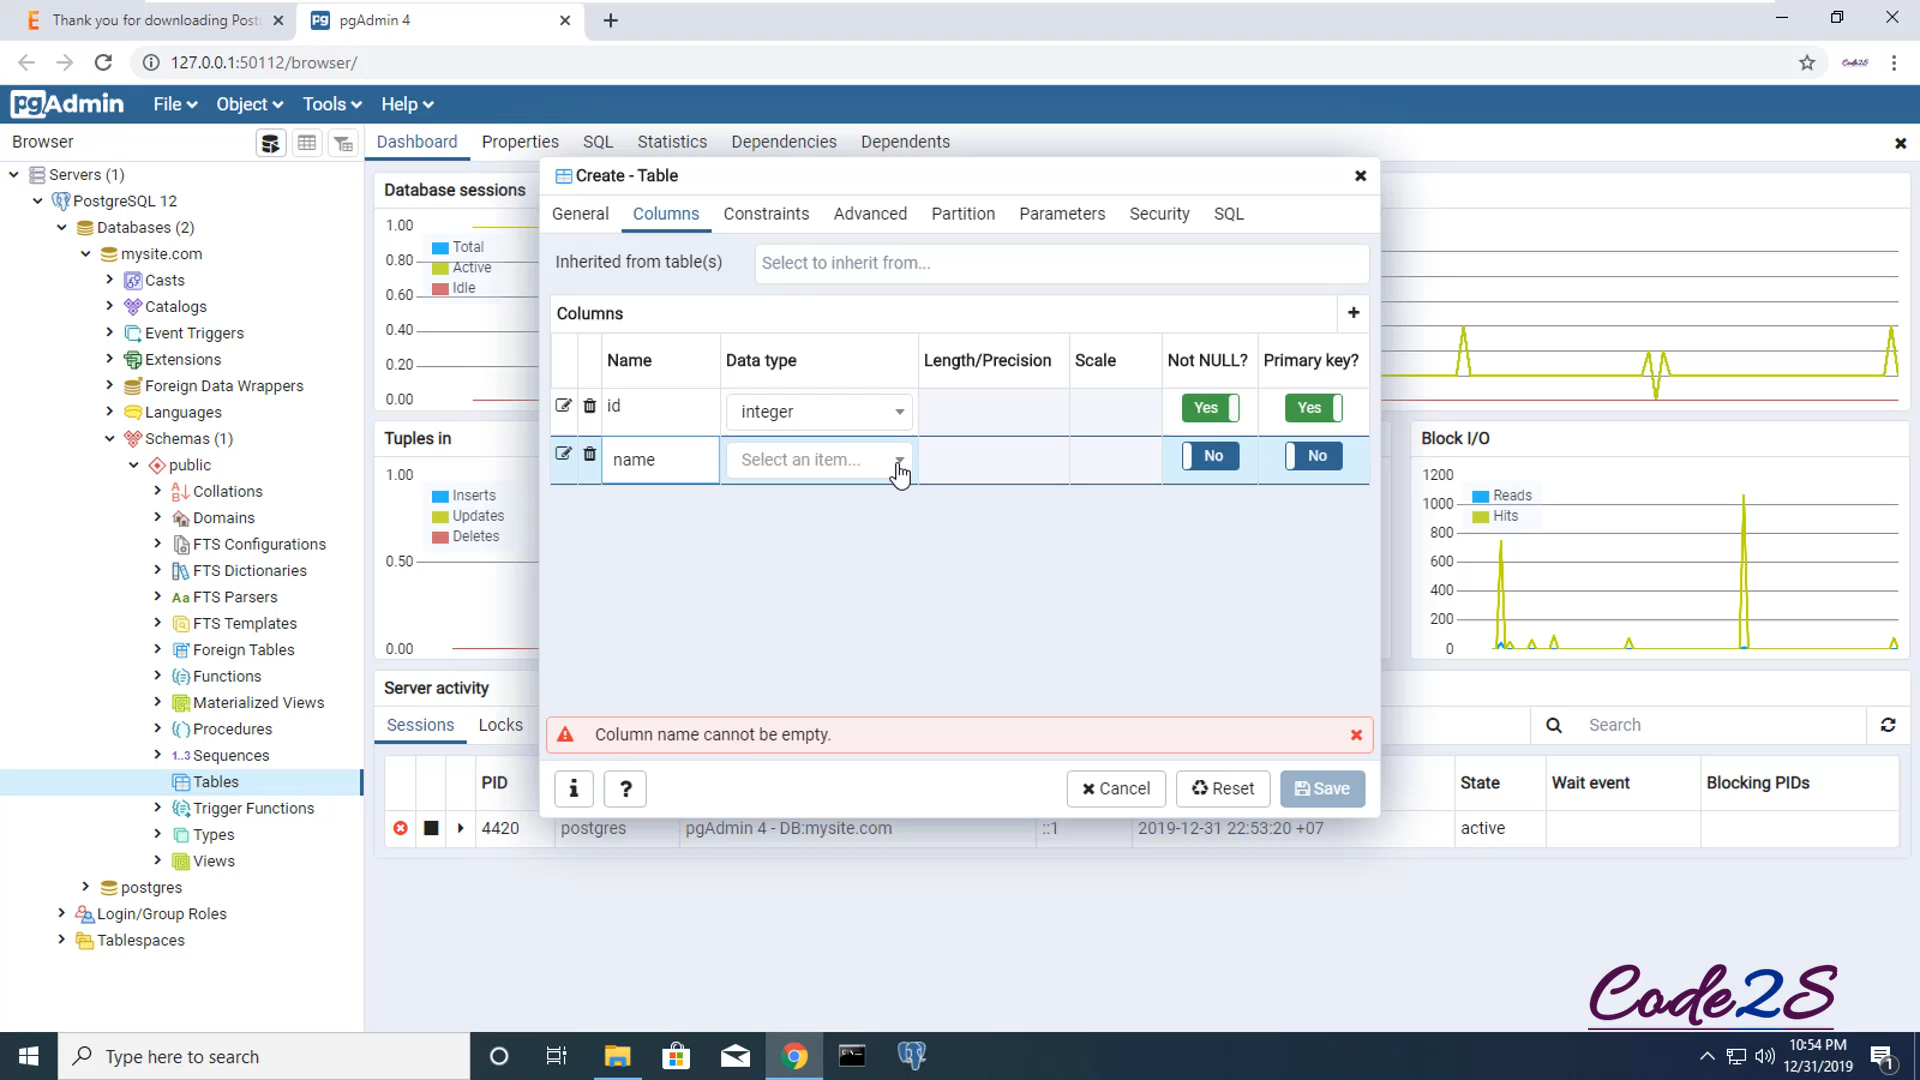 Thank you for downloading Post
pgAdmin 4
127.0.0.1:50112/browser/
Code2S
pgAdmin
File
Object
Tools
Help
Browser
Dashboard
Properties
SQL
Statistics
Dependencies
Dependents
Servers (1)
PostgreSQL 12
Databases (2)
mysite.com
Casts
Catalogs
Event Triggers
Extensions
Foreign Data Wrappers
Languages
Schemas (1)
public
Collations
Domains
FTS Configurations
FTS Dictionaries
Aa FTS Parsers
FTS Templates
Foreign Tables
Functions
Materialized Views
Procedures
1..3 Sequences
Tables
Trigger Functions
Types
Views
postgres
Login/Group Roles
Tablespaces
Database sessions
1.00
0.80
0.60
0.40
0.20
0.00
Total
Active
Idle
Tuples in
1.00
0.50
0.00
Inserts
Updates
Deletes
Block I/O
1200
1000
800
600
400
200
0
Reads
Hits
Create - Table
General
Columns
Constraints
Advanced
Partition
Parameters
Security
SQL
Inherited from table(s)
Select to inherit from...
Columns
Name
Data type
Length/Precision
Scale
Not NULL?
Primary key?
id
integer
Yes
Yes
name
Select an item...
No
No
Column name cannot be empty.
i
?
Cancel
Reset
Save
Server activity
Sessions
Locks
Search
PID
State
Wait event
Blocking PIDs
4420
postgres
pgAdmin 4 - DB:mysite.com
::1
2019-12-31 22:53:20 +07
active
Code2S
Type here to search
10:54 PM
12/31/2019
1